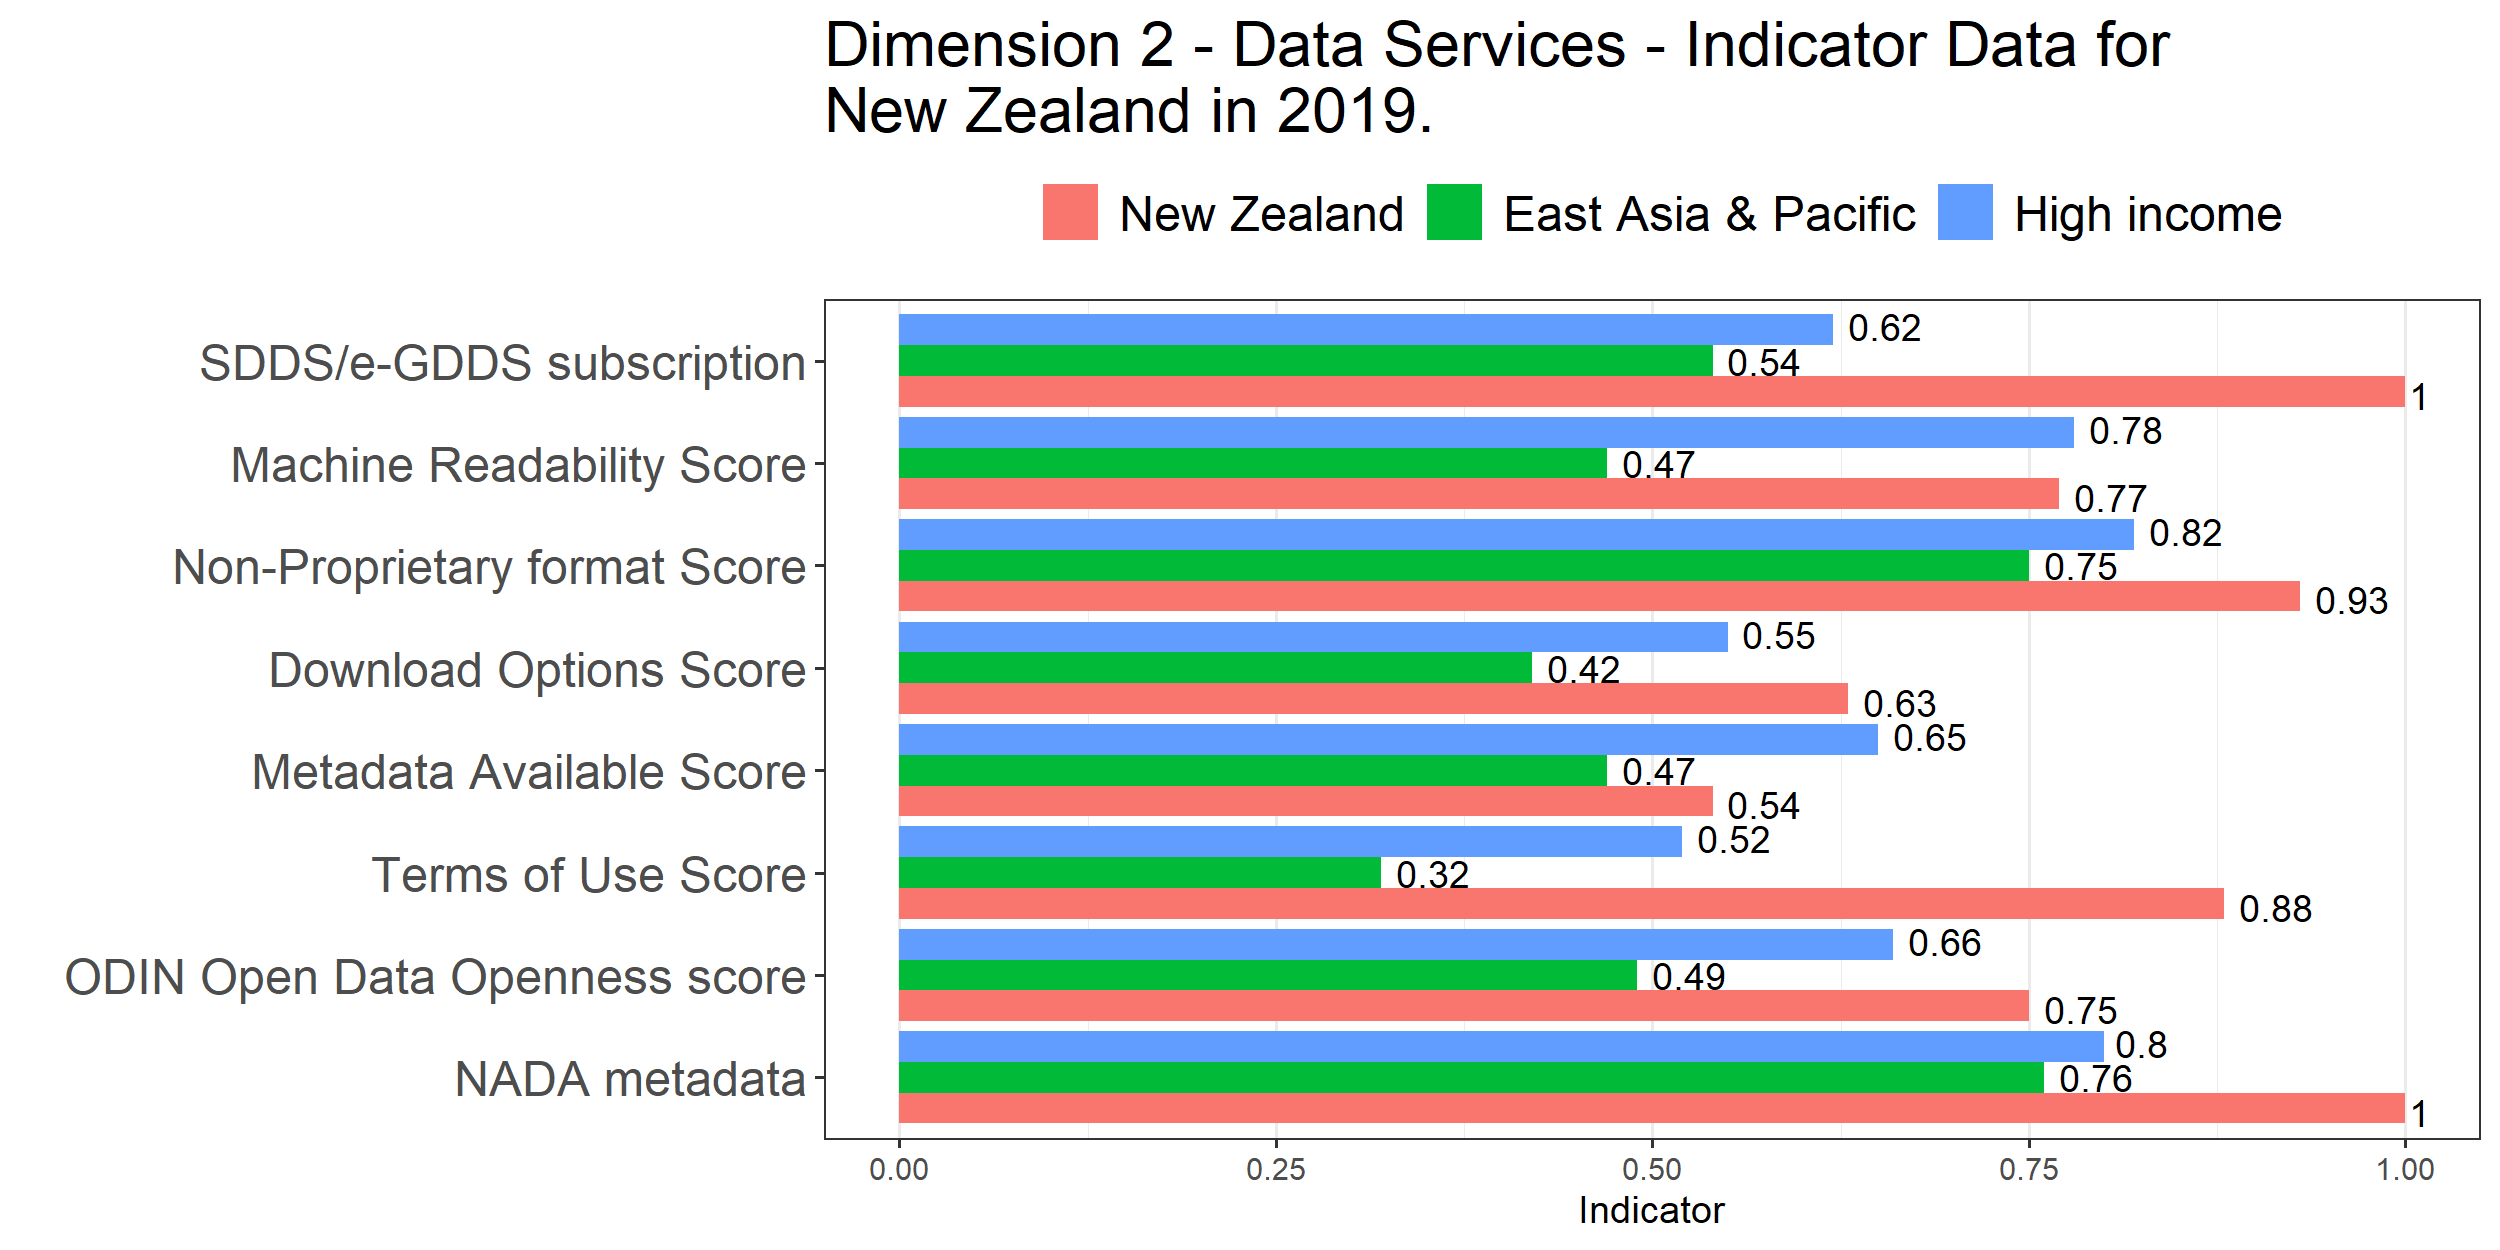 Dimension 2 - Data Services - Indicator Data for
New Zealand in 2019.
New Zealand East Asia & Pacific High income
SDDS/e-GDDS subscription
0.62
0.54
1
Machine Readability Score
0.78
0.47
0.77
Non-Proprietary format Score
0.82
0.75
0.93
Download Options Score
0.55
0.42
0.63
Metadata Available Score
0.65
0.47
0.54
Terms of Use Score
0.52
0.32
0.88
ODIN Open Data Openness score
0.66
0.49
0.75
NADA metadata
0.8
0.76
1
0.00 0.25 0.50 0.75 1.00
Indicator